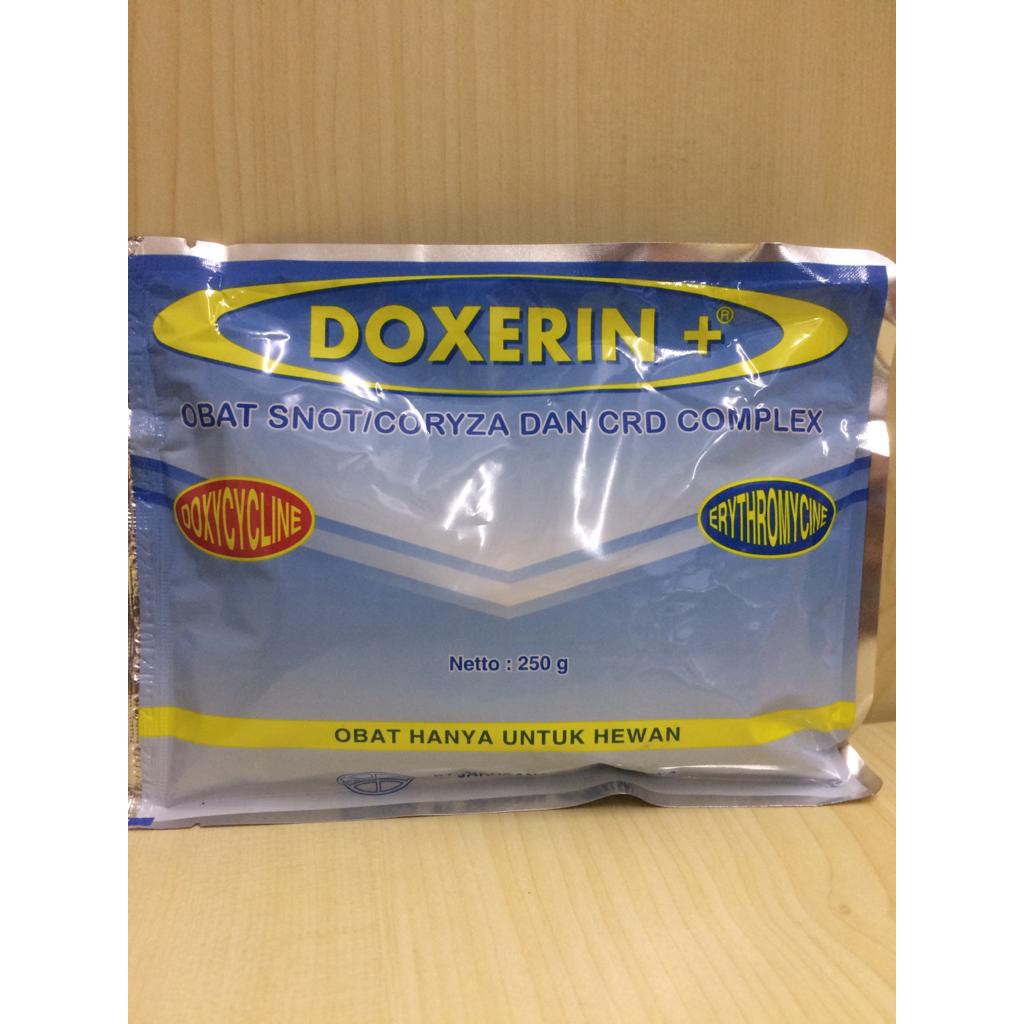 DOXERIN +®
OBAT SNOT/CORYZA DAN CRD COMPLEX
DOXYCYCLINE
ERYTHROMYCINE
Netto : 250 g
OBAT HANYA UNTUK HEWAN